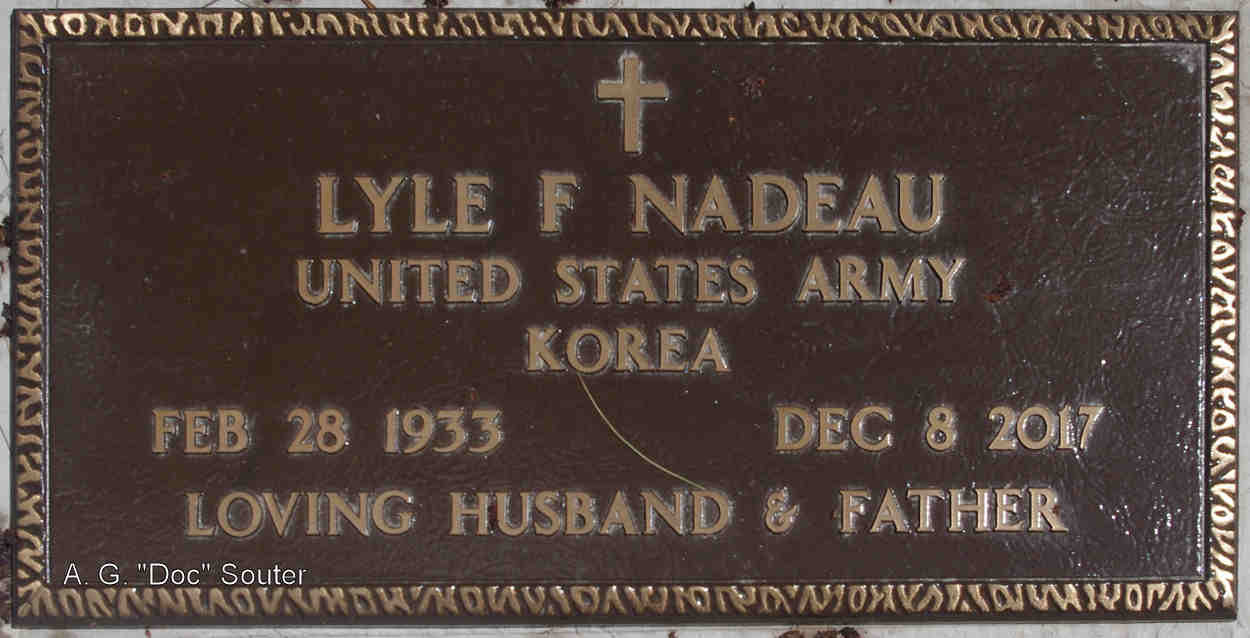 LYLE F NADEAU
UNITED STATES ARMY
KOREA
FEB 28 1933 DEC 8 2017
LOVING HUSBAND & FATHER
A. G. "Doc" Souter